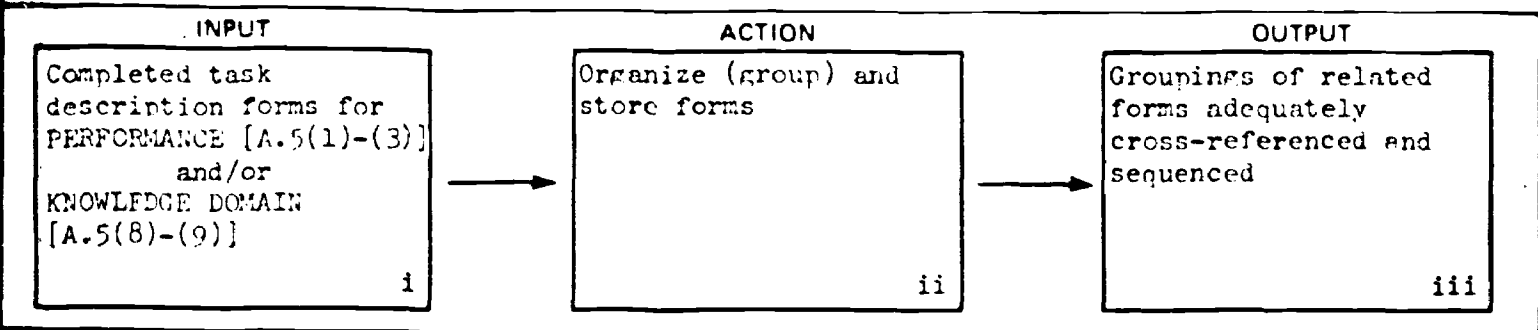 INPUT
Completed task
description forms for
PERFORMANCE [A.5(1)-(3)]
and/or
KNOWLEDGE DOMAIN
[A.5(8)-(9)]
i
ACTION
Organize (group) and
store forms
ii
OUTPUT
Groupings of related
forms adequately
cross-referenced and
sequenced
iii